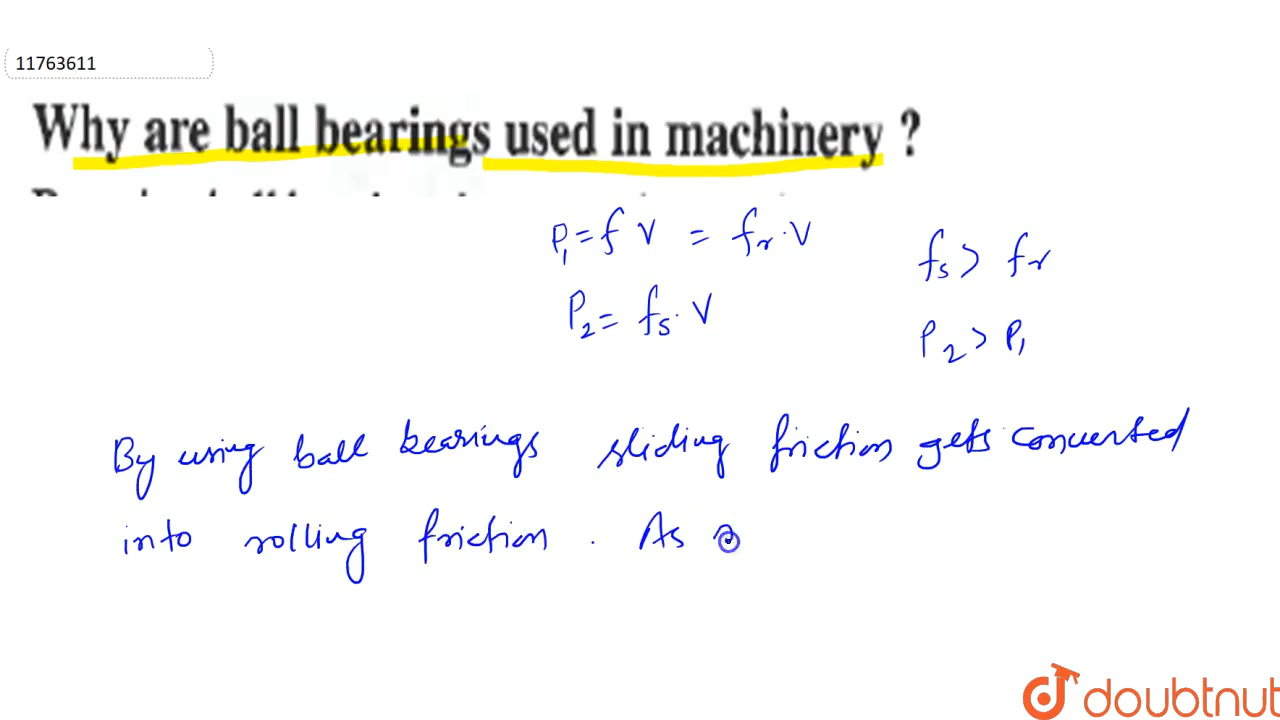 11763611
Why are ball bearings used in machinery ?
P₁ = f V = fᵣ · V
fₛ > fᵣ
P₂ = fₛ · V
P₂ > P₁
By using ball bearings sliding friction gets converted
into rolling friction . As
doubtnut